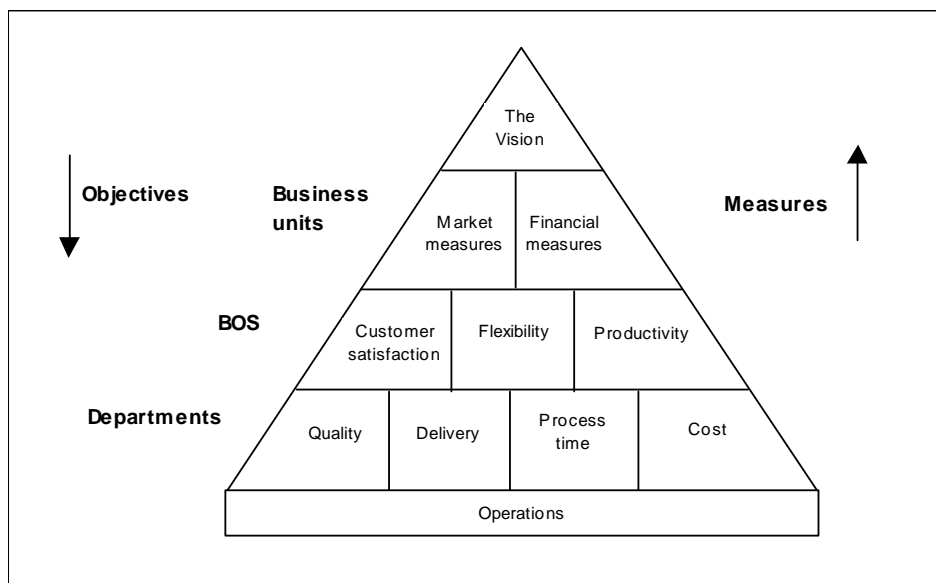 The
Vision
Objectives
Business
units
Measures
Market
measures
Financial
measures
BOS
Customer
satisfaction
Flexibility
Productivity
Departments
Quality
Delivery
Process
time
Cost
Operations